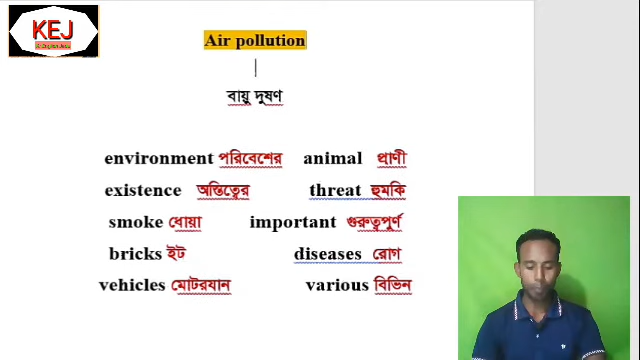 KEJ
Air pollution
|
বায়ু দুষণ
environment পরিবেশের animal প্রাণী
existence অস্তিত্বের threat হুমকি
smoke ধোয়া important গুরুত্বপুর্ণ
bricks ইট diseases রোগ
vehicles মোটরযান various বিভিন